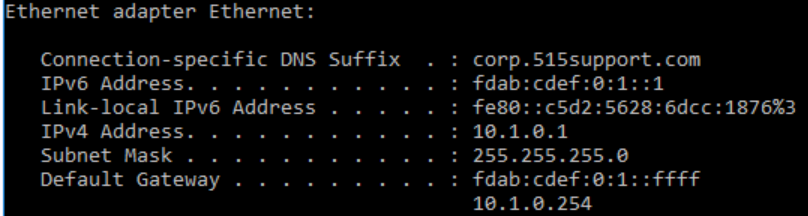 Ethernet adapter Ethernet:
Connection-specific DNS Suffix  . : corp.515support.com
IPv6 Address. . . . . . . . . . . : fdab:cdef:0:1::1
Link-local IPv6 Address . . . . . : fe80::c5d2:5628:6dcc:1876%3
IPv4 Address. . . . . . . . . . . : 10.1.0.1
Subnet Mask . . . . . . . . . . . : 255.255.255.0
Default Gateway . . . . . . . . . : fdab:cdef:0:1::ffff
10.1.0.254